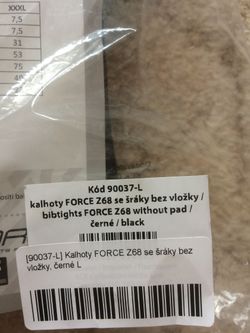 XXXL
7,5
7,5
31
53
75
49
Kód 90037-L
kalhoty FORCE Z68 se šráky bez vložky /
bibtights FORCE Z68 without pad /
černé / black
[90037-L] Kalhoty FORCE Z68 se šráky bez
vložky, černé L